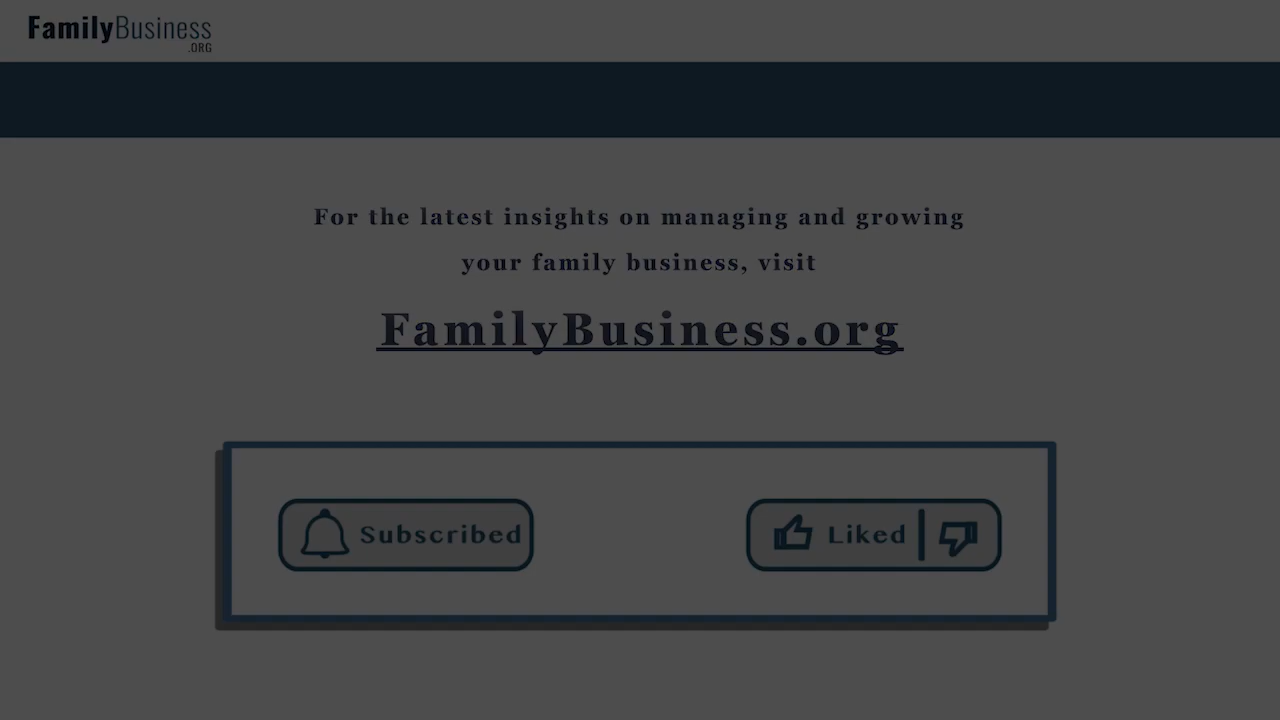 FamilyBusiness
.ORG
For the latest insights on managing and growing
your family business, visit
FamilyBusiness.org
Subscribed
Liked